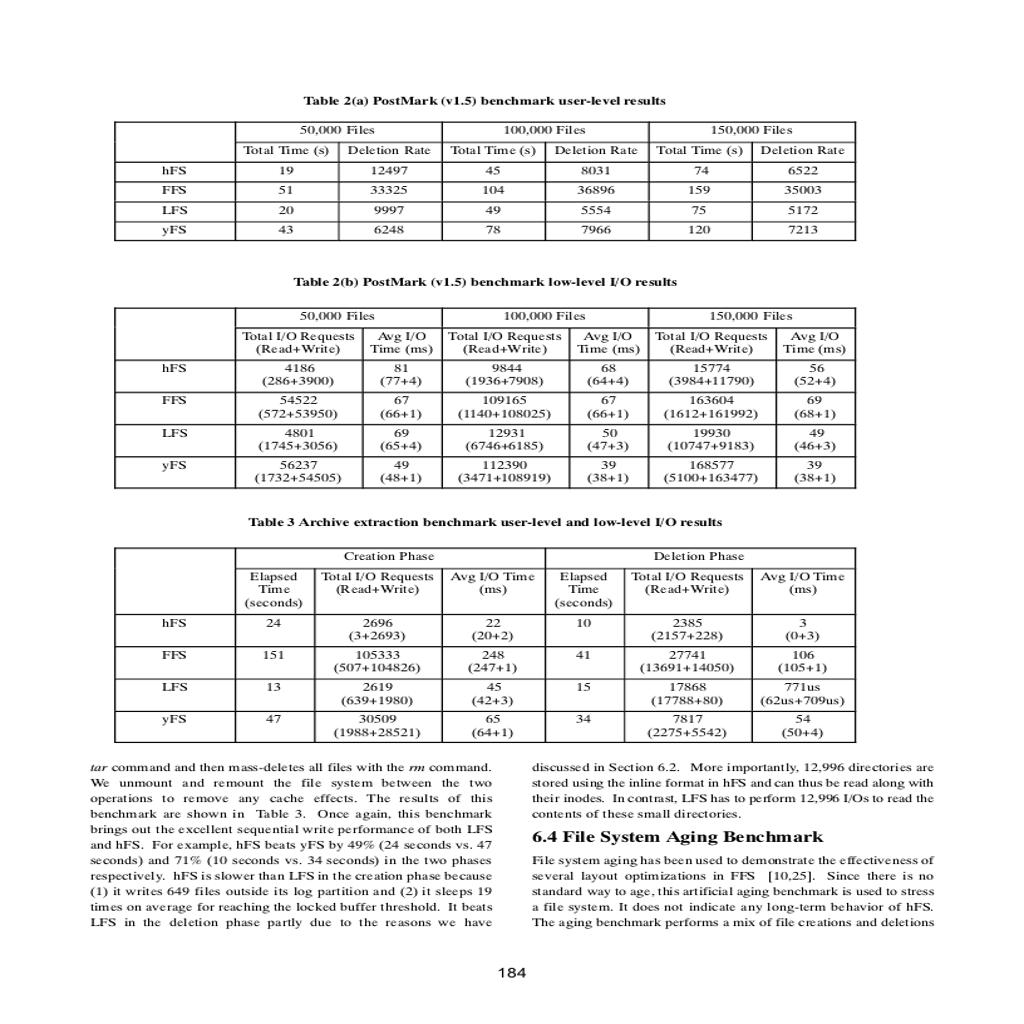 Table 2(a) PostMark (v1.5) benchmark user-level results
50,000 Files 100,000 Files 150,000 Files
Total Time (s) Deletion Rate Total Time (s) Deletion Rate Total Time (s) Deletion Rate
hFS 19 12497 45 8031 74 6522
FFS 51 33325 104 36896 159 35003
LFS 20 9997 49 5554 75 5172
yFS 43 6248 78 7966 120 7213
Table 2(b) PostMark (v1.5) benchmark low-level I/O results
50,000 Files 100,000 Files 150,000 Files
Total I/O Requests Avg I/O Total I/O Requests Avg I/O Total I/O Requests Avg I/O
(Read+Write) Time (ms) (Read+Write) Time (ms) (Read+Write) Time (ms)
hFS 4186 81 9844 68 15774 56
(286+3900) (77+4) (1936+7908) (64+4) (3984+11790) (52+4)
FFS 54522 67 109165 67 163604 69
(572+53950) (66+1) (1140+108025) (66+1) (1612+161992) (68+1)
LFS 4801 69 12931 50 19930 49
(1745+3056) (65+4) (6746+6185) (47+3) (10747+9183) (46+3)
yFS 56237 49 112390 39 168577 39
(1732+54505) (48+1) (3471+108919) (38+1) (5100+163477) (38+1)
Table 3 Archive extraction benchmark user-level and low-level I/O results
Creation Phase Deletion Phase
Elapsed Total I/O Requests Avg I/O Time Elapsed Total I/O Requests Avg I/O Time
Time (Read+Write) (ms) Time (Read+Write) (ms)
(seconds) (seconds)
hFS 24 2696 22 10 2385 3
(3+2693) (20+2) (2157+228) (0+3)
FFS 151 105333 248 41 27741 106
(507+104826) (247+1) (13691+14050) (105+1)
LFS 13 2619 45 15 17868 771us
(639+1980) (42+3) (17788+80) (62us+709us)
yFS 47 30509 65 34 7817 54
(1988+28521) (64+1) (2275+5542) (50+4)
tar command and then mass-deletes all files with the rm command.
We unmount and remount the file system between the two
operations to remove any cache effects. The results of this
benchmark are shown in Table 3. Once again, this benchmark
brings out the excellent sequential write performance of both LFS
and hFS. For example, hFS beats yFS by 49% (24 seconds vs. 47
seconds) and 71% (10 seconds vs. 34 seconds) in the two phases
respectively. hFS is slower than LFS in the creation phase because
(1) it writes 649 files outside its log partition and (2) it sleeps 19
times on average for reaching the locked buffer threshold. It beats
LFS in the deletion phase partly due to the reasons we have
discussed in Section 6.2. More importantly, 12,996 directories are
stored using the inline format in hFS and can thus be read along with
their inodes. In contrast, LFS has to perform 12,996 I/Os to read the
contents of these small directories.
6.4 File System Aging Benchmark
File system aging has been used to demonstrate the effectiveness of
several layout optimizations in FFS [10,25]. Since there is no
standard way to age, this artificial aging benchmark is used to stress
a file system. It does not indicate any long-term behavior of hFS.
The aging benchmark performs a mix of file creations and deletions
184